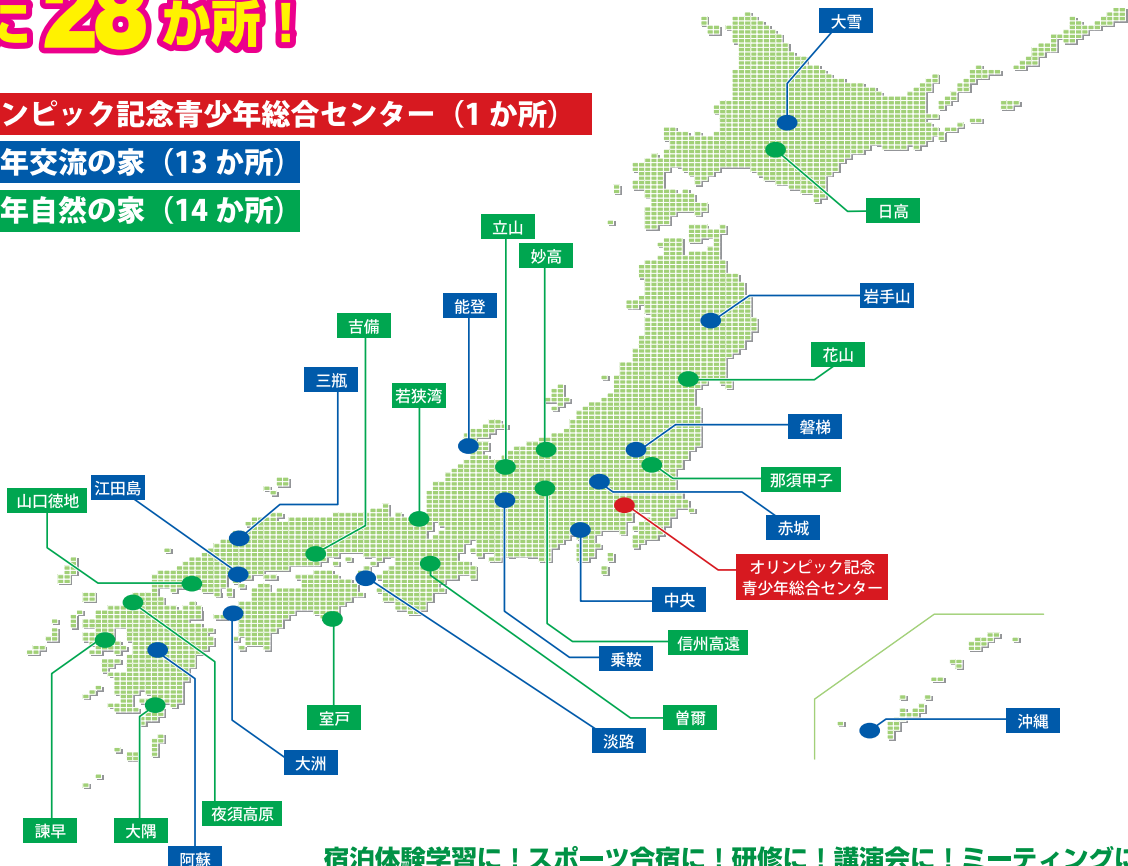 に28か所！
ンピック記念青少年総合センター（1か所）
年交流の家（13か所）
年自然の家（14か所）
大雪
日高
立山
妙高
岩手山
能登
吉備
花山
三瓶
若狭湾
磐梯
那須甲子
江田島
山口徳地
赤城
オリンピック記念
青少年総合センター
中央
信州高遠
乗鞍
室戸
曽爾
沖縄
淡路
大洲
夜須高原
諫早
大隅
阿蘇
宿泊体験学習に！スポーツ合宿に！研修に！講演会に！ミーティングに